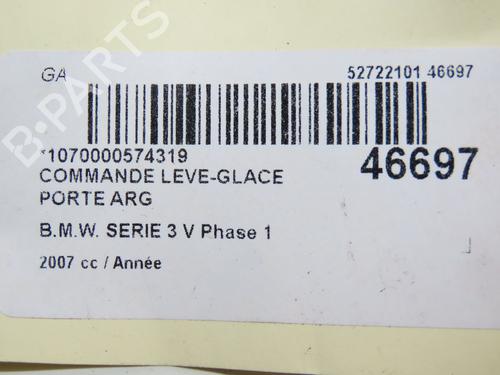 GA
52722101 46697
*1070000574319
46697
COMMANDE LEVE-GLACE
PORTE ARG
B.M.W. SERIE 3 V Phase 1
2007 cc / Année
B-PARTS